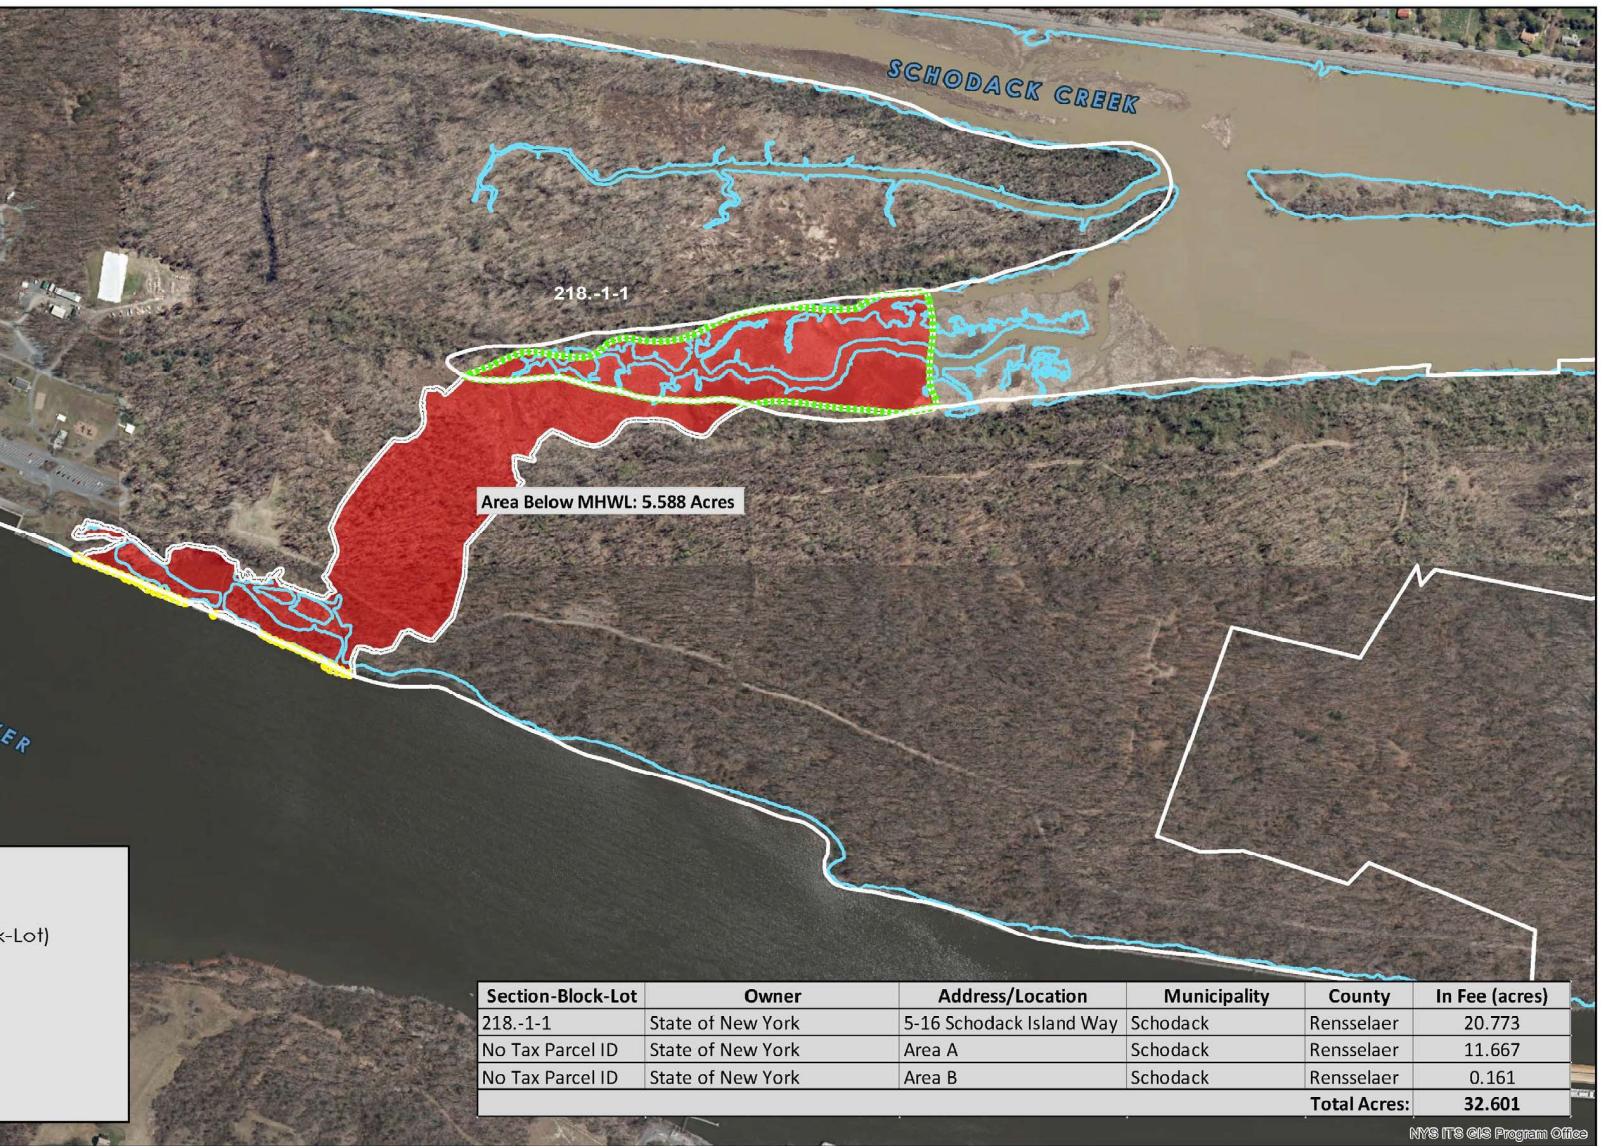 SCHODACK CREEK
218.-1-1
Area Below MHWL: 5.588 Acres
ER
k-Lot)
Section-Block-Lot Owner Address/Location Municipality County In Fee (acres)
218.-1-1 State of New York 5-16 Schodack Island Way Schodack Rensselaer 20.773
No Tax Parcel ID State of New York Area A Schodack Rensselaer 11.667
No Tax Parcel ID State of New York Area B Schodack Rensselaer 0.161
Total Acres: 32.601
NYS ITS GIS Program Office